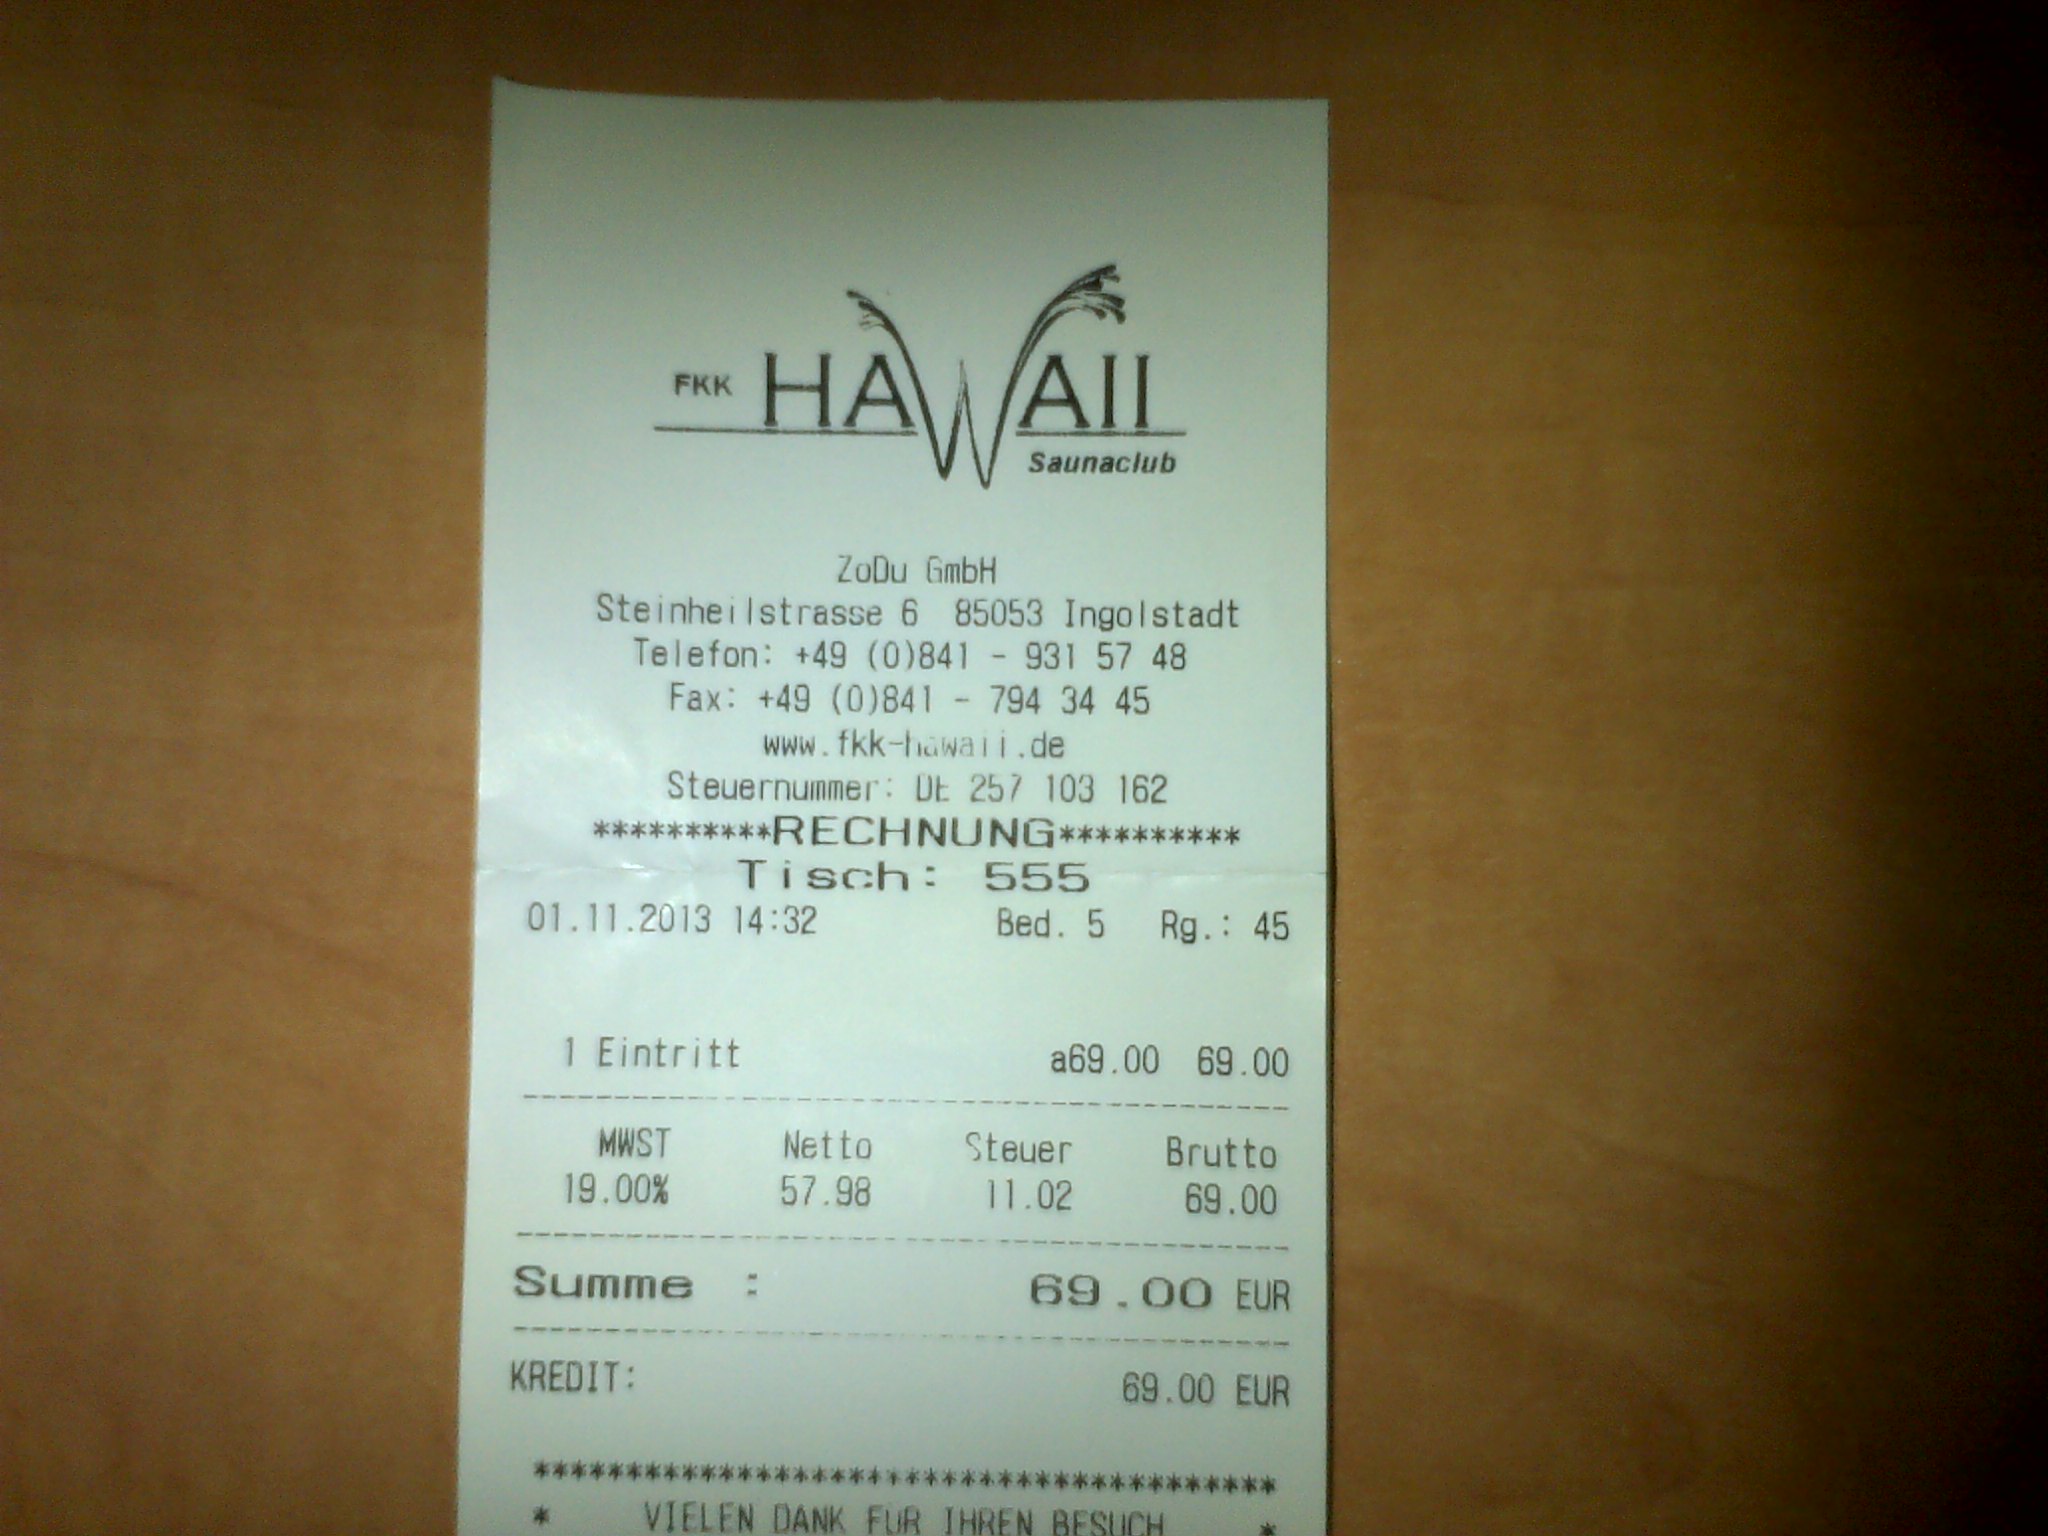 FKK HAWAII
Saunaclub
ZoDu GmbH
Steinheilstrasse 6 85053 Ingolstadt
Telefon: +49 (0)841 - 931 57 48
Fax: +49 (0)841 - 794 34 45
www.fkk-hawaii.de
Steuernummer: DE 257 103 162
**********RECHNUNG**********
Tisch: 555
01.11.2013 14:32 Bed. 5 Rg.: 45
1 Eintritt a69.00 69.00
MWST Netto Steuer Brutto
19.00% 57.98 11.02 69.00
Summe : 69.00 EUR
KREDIT: 69.00 EUR
****************************************
* VIELEN DANK FÜR IHREN BESUCH *